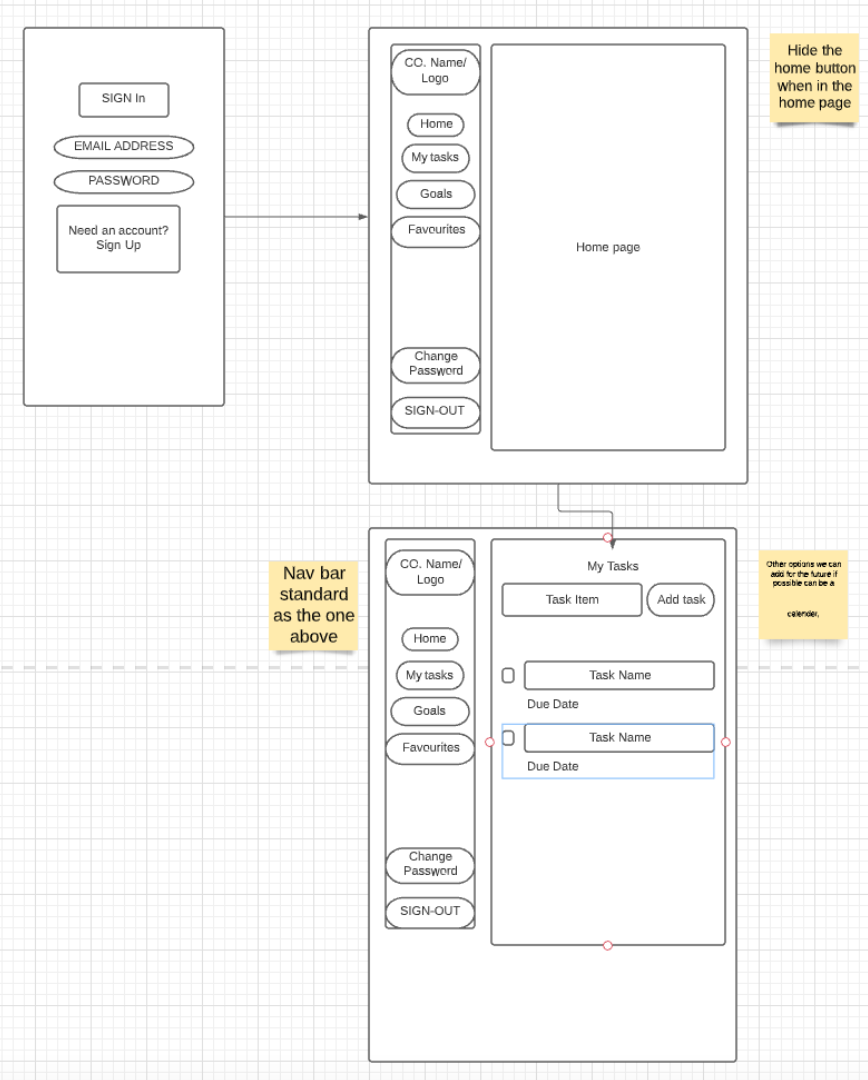 SIGN In
EMAIL ADDRESS
PASSWORD
Need an account?
Sign Up
CO. Name/
Logo
Home
My tasks
Goals
Favourites
Change
Password
SIGN-OUT
Home page
Hide the
home button
when in the
home page
Nav bar
standard
as the one
above
CO. Name/
Logo
Home
My tasks
Goals
Favourites
Change
Password
SIGN-OUT
My Tasks
Task Item
Add task
Task Name
Due Date
Task Name
Due Date
Other options we can
add for the future if
possible can be a
calender,